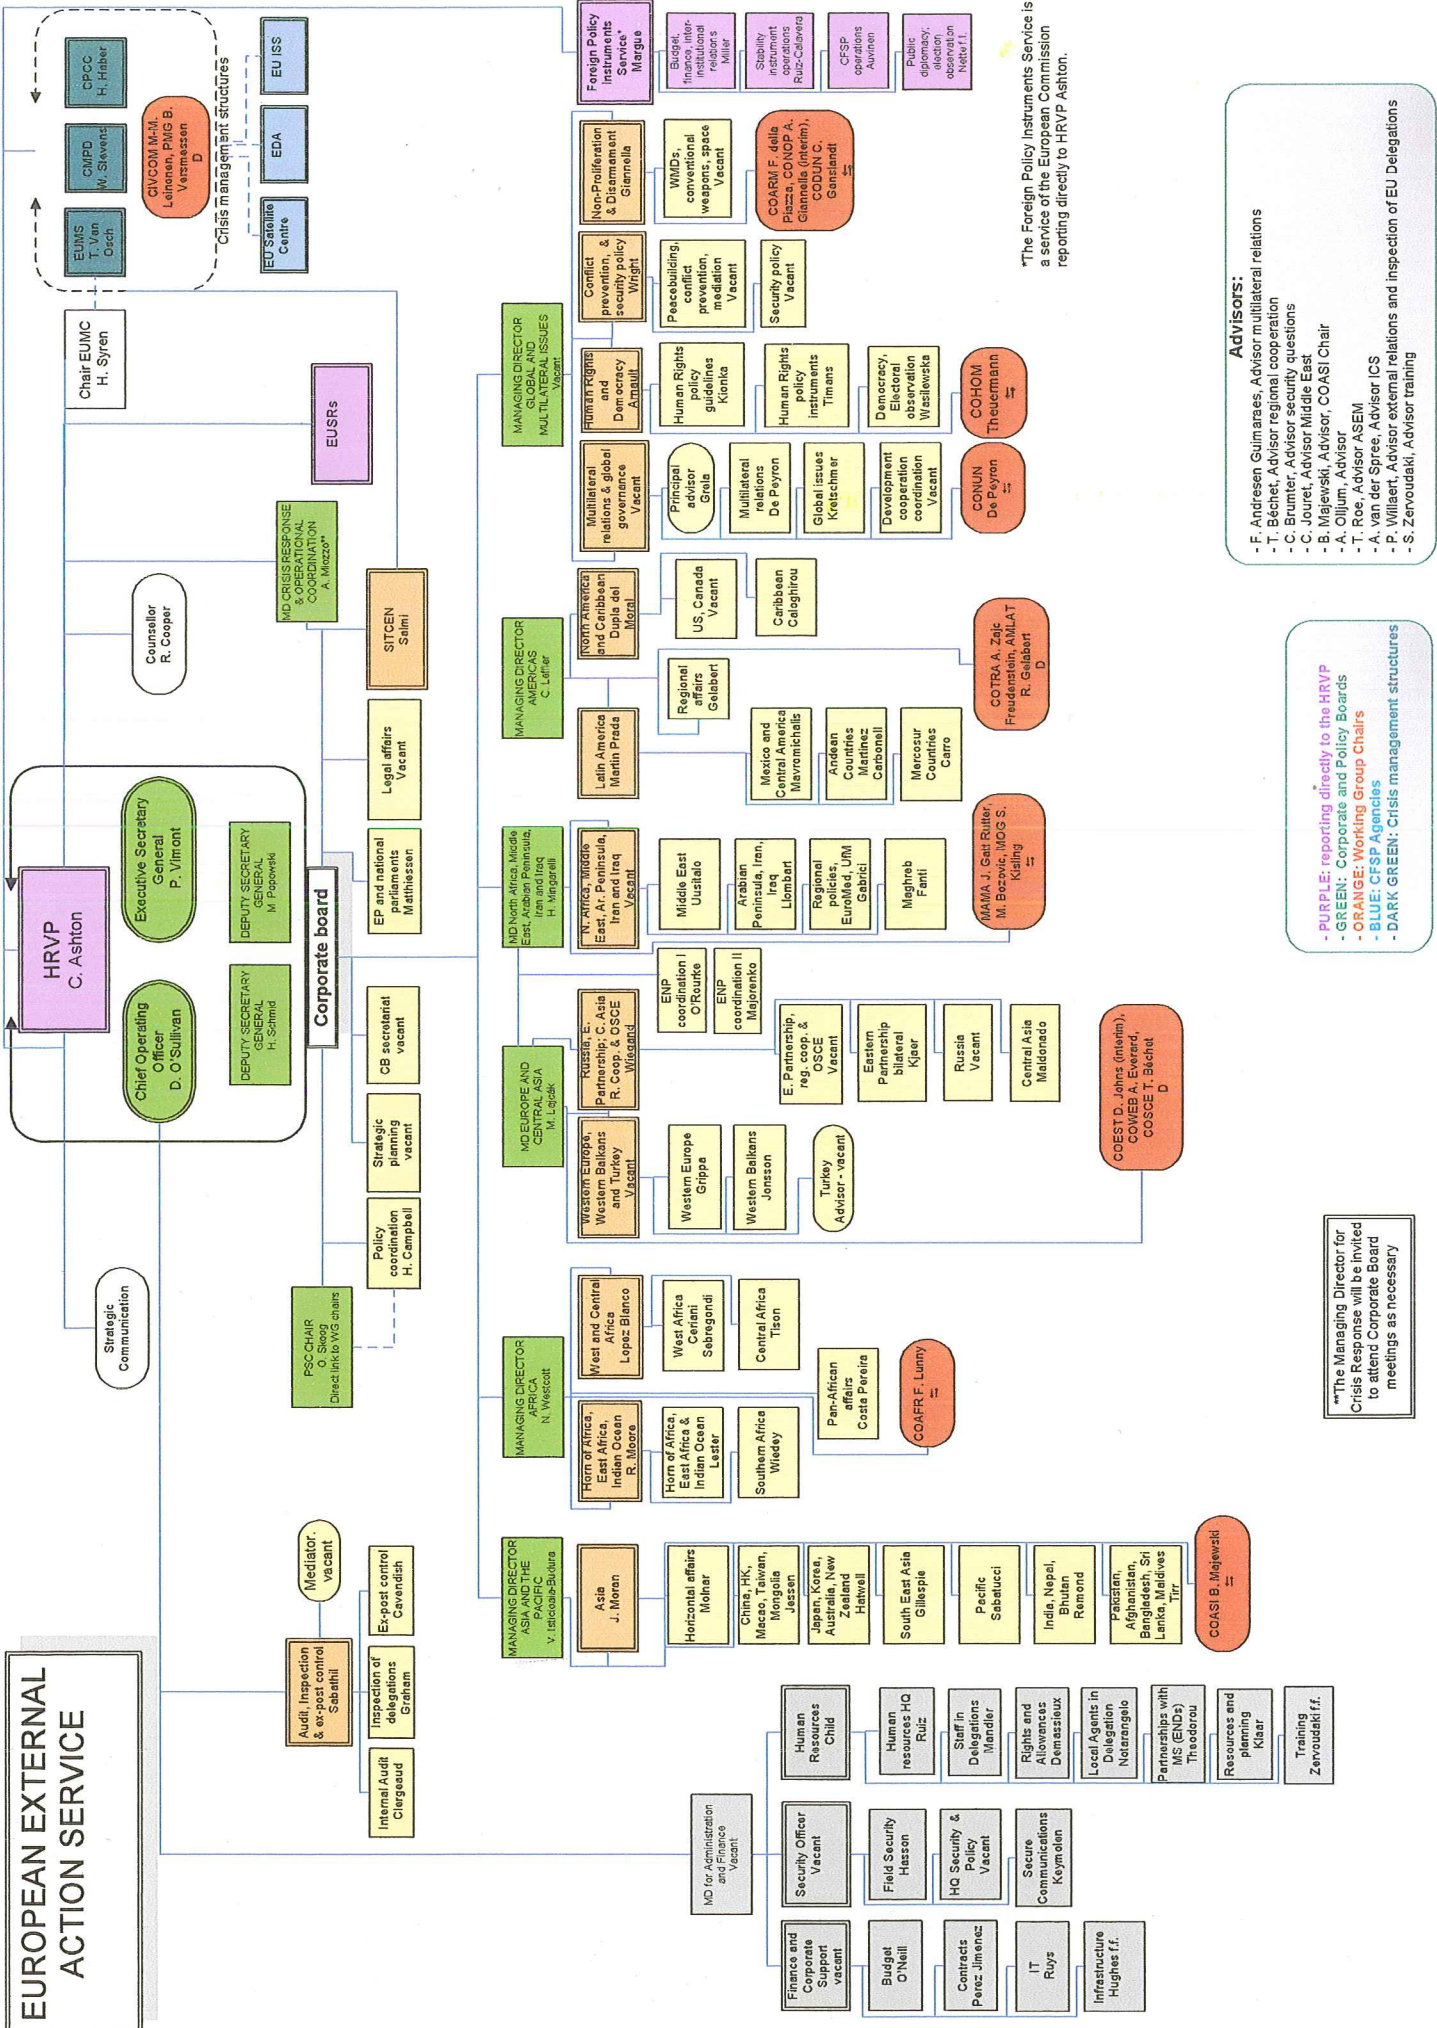 EUROPEAN EXTERNAL
ACTION SERVICE
HRVP
C. Ashton
Chief Operating
Officer
D. O'Sullivan
Executive Secretary
General
P. Vimont
DEPUTY SECRETARY
GENERAL
H. Schmid
DEPUTY SECRETARY
GENERAL
M. Popowski
Corporate board
Strategic
Communication
Counsellor
R. Cooper
Chair EUMC
H. Syren
EUMS
T. Van
Osch
CMPD
W. Stevens
CPCC
H. Haber
CIVCOM M-M.
Leinonen, PMG B.
Versmessen
D
Crisis management structures
EU Satellite
Centre
EDA
EU ISS
EUSRs
MD CRISIS RESPONSE
& OPERATIONAL
COORDINATION
A. Miozzo**
SITCEN
Salmi
PSC CHAIR
O. Skoog
Direct link to WG chairs
Policy
coordination
H. Campbell
Strategic
planning
vacant
CB secretariat
vacant
EP and national
parliaments
Mathiesen
Legal affairs
Vacant
Mediator.
vacant
Audit, Inspection
& ex-post control
Sabathil
Internal Audit
Clergeaud
Inspection of
delegations
Graham
Ex-post control
Cavendish
MD for Administration
and Finance
Vacant
Finance and
Corporate
Support
vacant
Budget
O'Neill
Contracts
Perez Jimenez
IT
Ruys
Infrastructure
Hughes f.f.
Security Officer
Vacant
Field Security
Hasson
HQ Security &
Policy
Vacant
Secure
Communications
Keymolen
Human
Resources
Child
Human
resources HQ
Ruiz
Staff in
Delegations
Mandler
Rights and
Allowances
Demassieux
Local Agents in
Delegation
Notarangelo
Partnerships with
MS (ENDs)
Theodorou
Resources and
planning
Klaar
Training
Zervoudaki f.f.
MANAGING DIRECTOR
ASIA AND THE
PACIFIC
V. Isticioaia-Budura
Asia
J. Moran
Horizontal affairs
Molnar
China, HK,
Macao, Taiwan,
Mongolia
Jessen
Japan, Korea,
Australia, New
Zealand
Hatwell
South East Asia
Gillespie
Pacific
Sabatucci
India, Nepal,
Bhutan
Remond
Pakistan,
Afghanistan,
Bangladesh, Sri
Lanka, Maldives
Tirr
COASI B. Majewski
⇄
MANAGING DIRECTOR
AFRICA
N. Westcott
Horn of Africa,
East Africa,
Indian Ocean
R. Moore
Horn of Africa,
East Africa &
Indian Ocean
Lester
Southern Africa
Wiedey
West and Central
Africa
Lopez Blanco
West Africa
Ceriani
Sebregondi
Central Africa
Tison
Pan-African
affairs
Costa Pereira
COAFR F. Lunny
⇄
MD EUROPE AND
CENTRAL ASIA
M. Lajcák
Western Europe,
Western Balkans
and Turkey
Vacant
Western Europe
Grippa
Western Balkans
Jonsson
Turkey
Advisor - vacant
Russia, E.
Partnership; C. Asia
R. Coop. & OSCE
Wiegand
E. Partnership,
reg. coop. &
OSCE
Vacant
Eastern
Partnership
bilateral
Kjaer
Russia
Vacant
Central Asia
Maldonado
COEST D. Johns (interim),
COWEB A. Everard,
COSCE T. Béchet
D
MD North Africa, Middle
East, Arabian Peninsula,
Iran and Iraq
H. Mingarelli
ENP
coordination I
O'Rourke
ENP
coordination II
Majorenko
N. Africa, Middle
East, Ar. Peninsula,
Iran and Iraq
Vacant
Middle East
Uusitalo
Arabian
Peninsula, Iran,
Iraq
Llombart
Regional
policies,
EuroMed, UfM
Gabrici
Maghreb
Fanti
MAMA J. Gatt Rutter,
M. Bozovic, MOG S.
Kisling
⇄
MANAGING DIRECTOR
AMERICAS
C. Leffler
Latin America
Martin Prada
Regional
affairs
Gelabert
Mexico and
Central America
Mavromichalis
Andean
Countries
Martinez
Carbonell
Mercosur
Countries
Carro
North America
and Caribbean
Dupla del
Moral
US, Canada
Vacant
Caribbean
Caloghirou
COTRA A. Zajc
Freudenstein, AMLAT
R. Gelabert
D
MANAGING DIRECTOR
GLOBAL AND
MULTILATERAL ISSUES
Vacant
Multilateral
relations & global
governance
Vacant
Principal
advisor
Grela
Multilateral
relations
De Peyron
Global issues
Kretschmer
Development
cooperation
coordination
Vacant
CONUN
De Peyron
⇄
Human Rights
and
Democracy
Arnault
Human Rights
policy
guidelines
Kionka
Human Rights
policy
instruments
Timans
Democracy,
Electoral
observation
Wasilewska
COHOM
Theuermann
⇄
Conflict
prevention, &
security policy
Wright
Peacebuilding,
conflict
prevention,
mediation
Vacant
Security policy
Vacant
Non-Proliferation
& Disarmament
Giannella
WMDs,
conventional
weapons, space
Vacant
COARM F. della
Piazza, CONOP A.
Giannella (interim),
CODUN C.
Ganslandt
⇄
Foreign Policy
Instruments
Service*
Margue
Budget,
finance, inter-
institutional
relations
Miller
Stability
instrument
operations
Ruiz-Calavera
CFSP
operations
Auvinen
Public
diplomacy,
election
observation
Nette f.f.
*The Foreign Policy Instruments Service is
a service of the European Commission
reporting directly to HRVP Ashton.
**The Managing Director for
Crisis Response will be invited
to attend Corporate Board
meetings as necessary
- PURPLE: reporting directly to the HRVP
- GREEN: Corporate and Policy Boards
- ORANGE: Working Group Chairs
- BLUE: CFSP Agencies
- DARK GREEN: Crisis management structures
Advisors:
- F. Andresen Guimaraes, Advisor multilateral relations
- T. Béchet, Advisor regional cooperation
- C. Brumter, Advisor security questions
- C. Jouret, Advisor Middle East
- B. Majewski, Advisor, COASI Chair
- A. Olljum, Advisor
- T. Roe, Advisor ASEM
- A. van der Spree, Advisor ICS
- P. Willaert, Advisor external relations and inspection of EU Delegations
- S. Zervoudaki, Advisor training